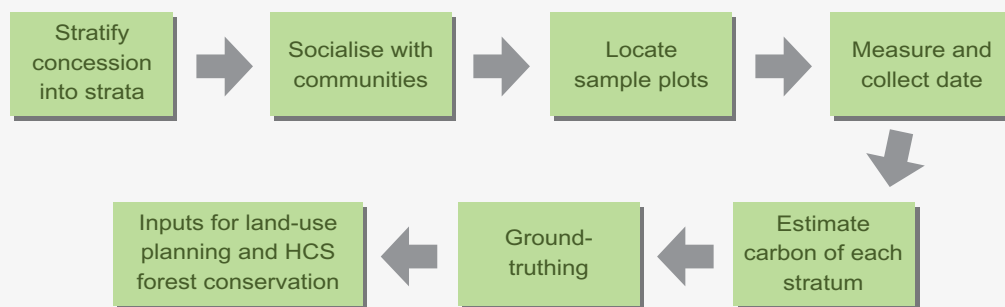 Stratify
concession
into strata
Socialise with
communities
Locate
sample plots
Measure and
collect date
Estimate
carbon of each
stratum
Ground-
truthing
Inputs for land-use
planning and HCS
forest conservation